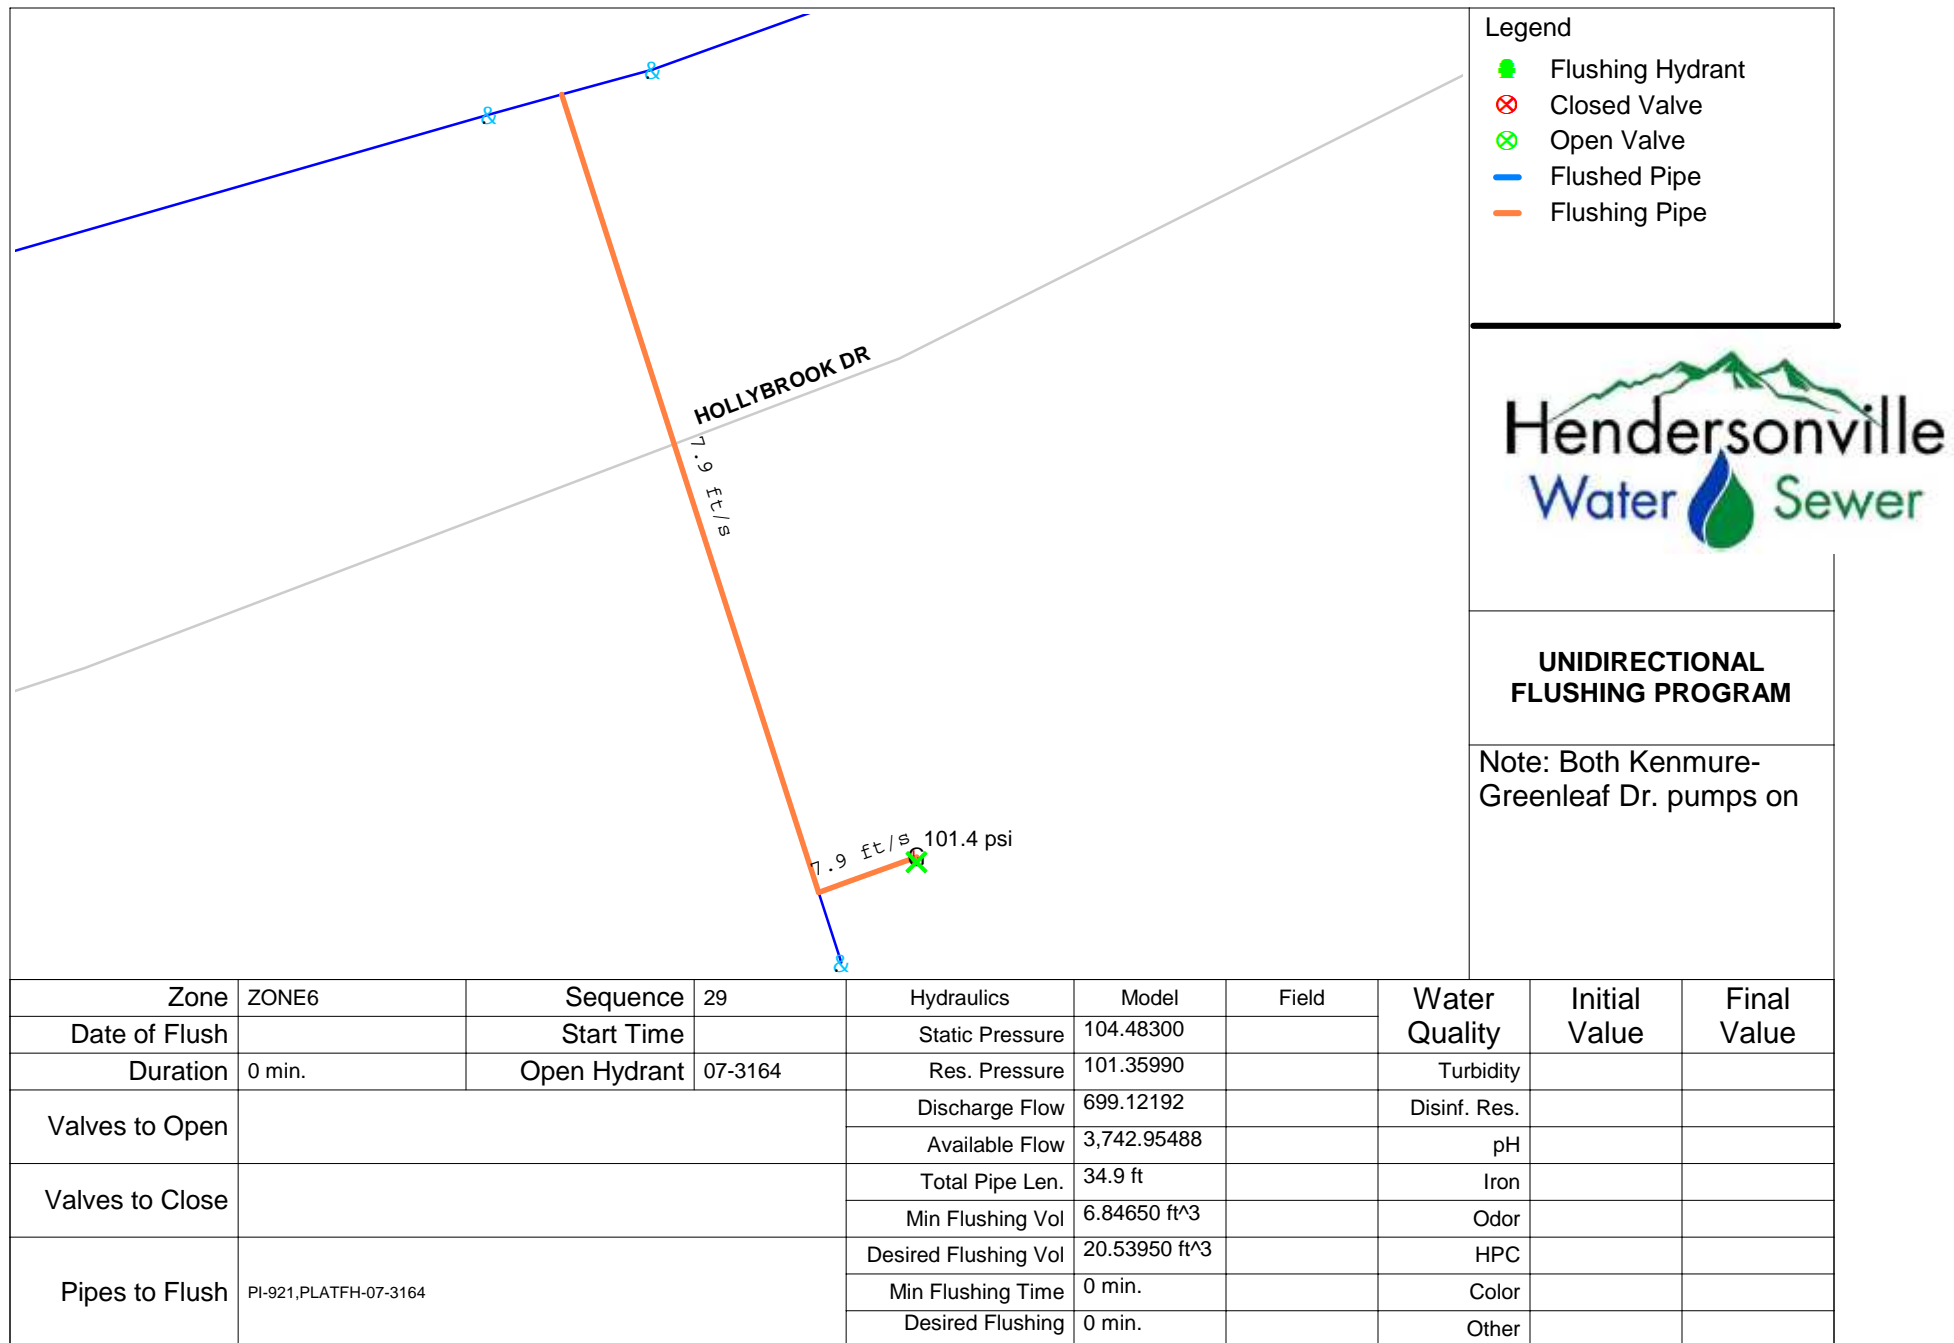 Legend
Flushing Hydrant
Closed Valve
Open Valve
Flushed Pipe
Flushing Pipe
&
&
HOLLYBROOK DR
7.9 ft/s
7.9 ft/s
101.4 psi
&
Hendersonville
Water Sewer
UNIDIRECTIONAL
FLUSHING PROGRAM
Note: Both Kenmure-
Greenleaf Dr. pumps on
Zone ZONE6 Sequence 29
Date of Flush Start Time
Duration 0 min. Open Hydrant 07-3164
Valves to Open
Valves to Close
Pipes to Flush PI-921,PLATFH-07-3164
Hydraulics Model Field
Static Pressure 104.48300
Res. Pressure 101.35990
Discharge Flow 699.12192
Available Flow 3,742.95488
Total Pipe Len. 34.9 ft
Min Flushing Vol 6.84650 ft^3
Desired Flushing Vol 20.53950 ft^3
Min Flushing Time 0 min.
Desired Flushing 0 min.
Water Initial Final
Quality Value Value
Turbidity
Disinf. Res.
pH
Iron
Odor
HPC
Color
Other